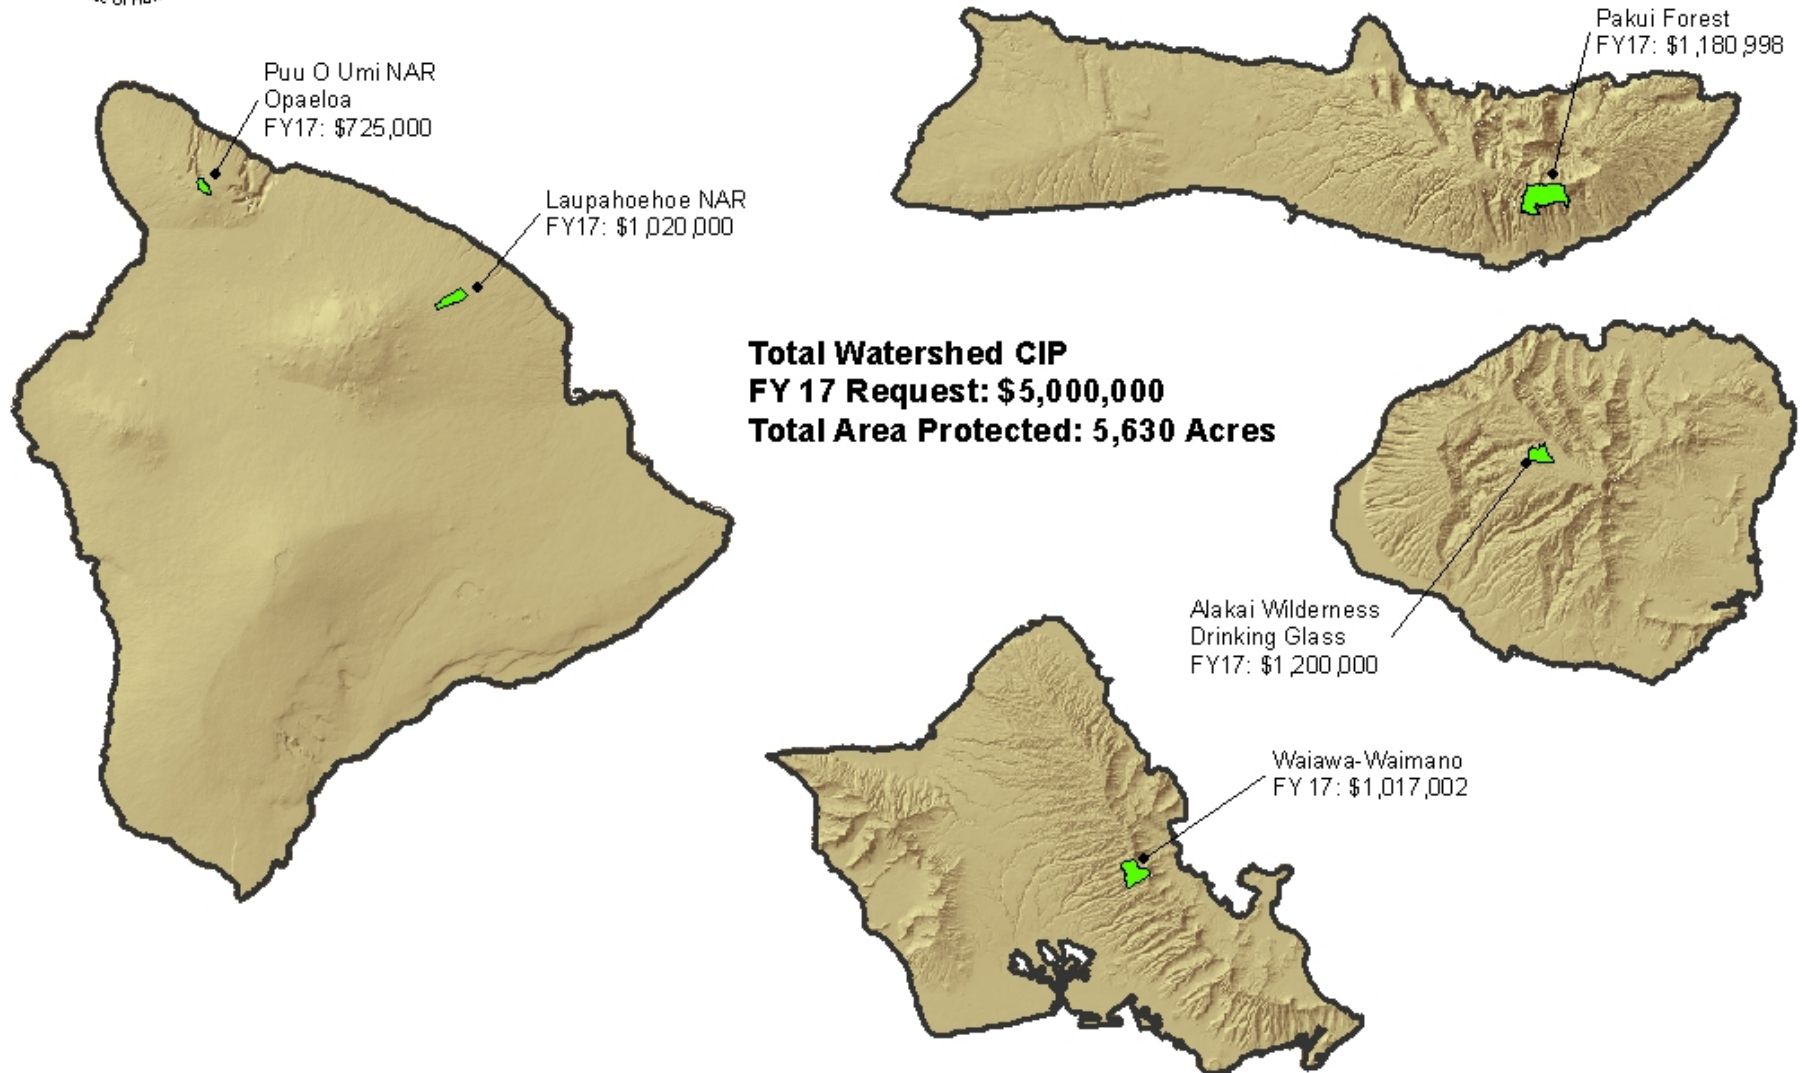 Puu O Umi NAR
Opaeloa
FY17: $725,000
Laupahoehoe NAR
FY17: $1,020,000
Pakui Forest
FY17: $1,180,998
Total Watershed CIP
FY 17 Request: $5,000,000
Total Area Protected: 5,630 Acres
Alakai Wilderness
Drinking Glass
FY17: $1,200,000
Waiawa-Waimano
FY 17: $1,017,002